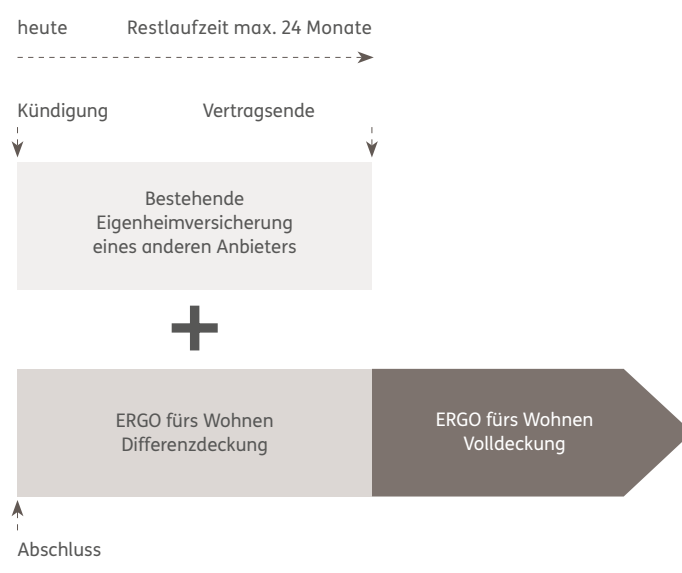 heute Restlaufzeit max. 24 Monate
Kündigung Vertragsende
Bestehende
Eigenheimversicherung
eines anderen Anbieters
ERGO fürs Wohnen
Differenzdeckung
ERGO fürs Wohnen
Volldeckung
Abschluss